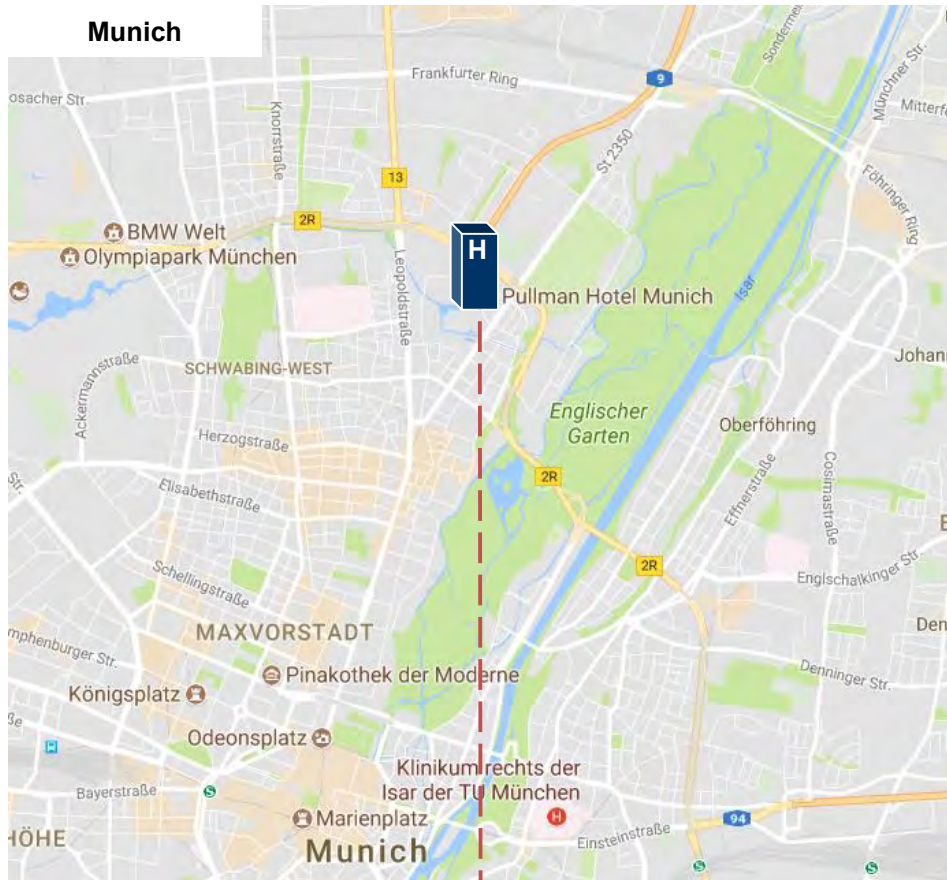 Munich
Frankfurter Ring
9
Sondermei
Münchner Str.
osacher Str.
Knorrstraße
St 2350
Mitterfe
Föhringer Ring
13
2R
BMW Welt
Olympiapark München
Leopoldstraße
H
Pullman Hotel Munich
Isar
Ackermannstraße
SCHWABING-WEST
Johann
Englischer
Garten
Oberföhring
Herzogstraße
Str.
Elisabethstraße
2R
Effnerstraße
Cosimastraße
Schellingstraße
2R
Englschalkinger Str.
MAXVORSTADT
mphenburger Str.
Den
Pinakothek der Moderne
Königsplatz
Denninger Str.
Odeonsplatz
Klinikum rechts der
Isar der TU München
Bayerstraße
S
Marienplatz
H
94
HÖHE
Munich
Einsteinstraße
S
S